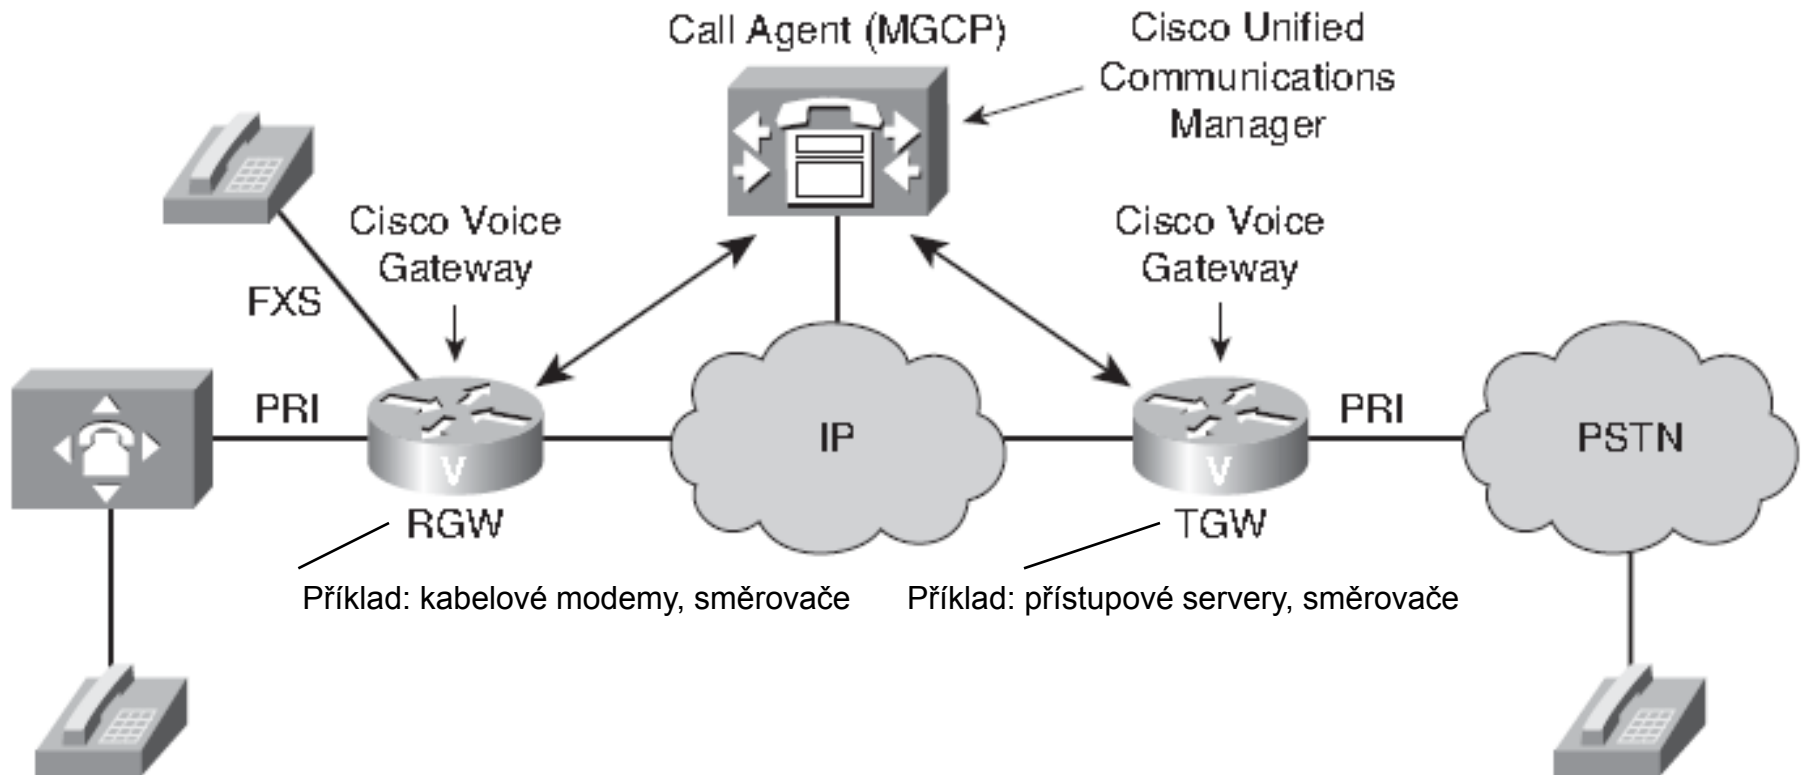 Call Agent (MGCP)
Cisco Unified
Communications
Manager
Cisco Voice
Gateway
Cisco Voice
Gateway
FXS
PRI
IP
PRI
PSTN
V
V
RGW
TGW
Příklad: kabelové modemy, směrovače
Příklad: přístupové servery, směrovače